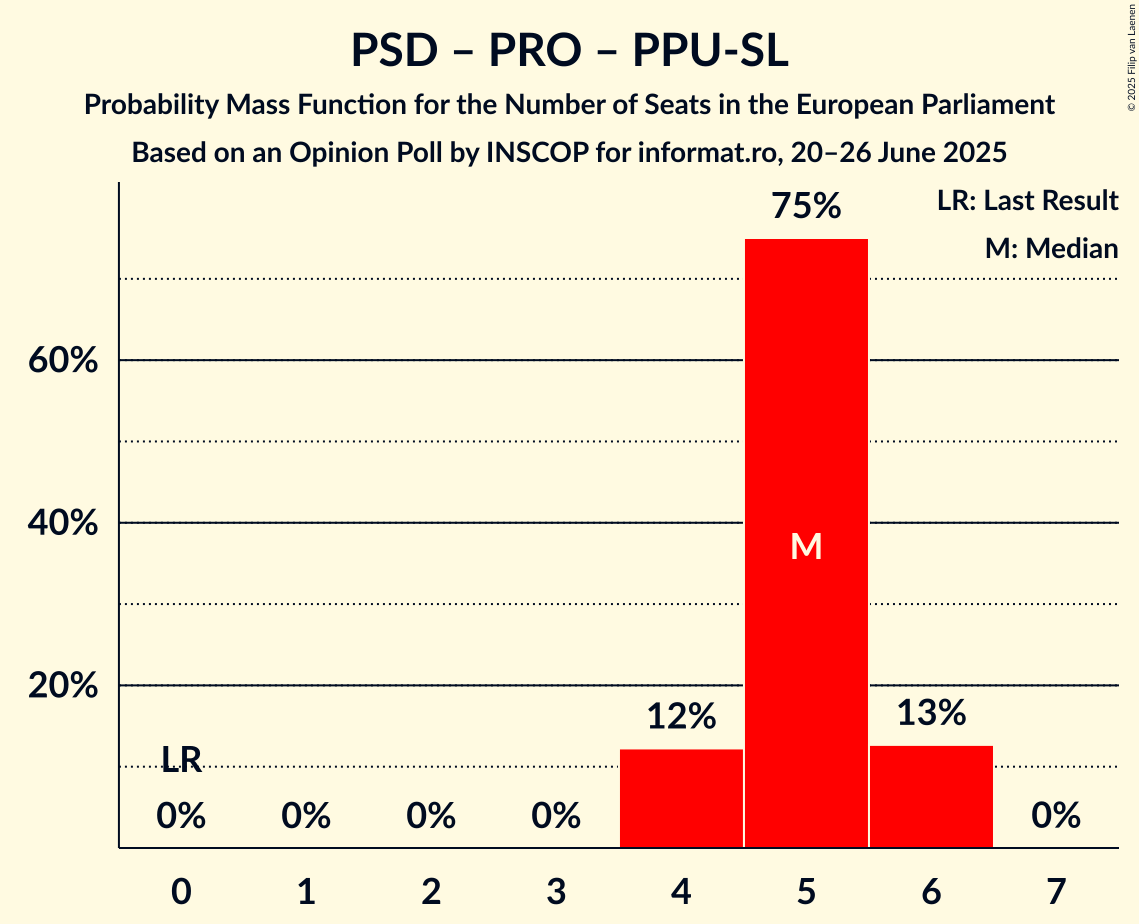 PSD – PRO – PPU-SL
Probability Mass Function for the Number of Seats in the European Parliament
Based on an Opinion Poll by INSCOP for informat.ro, 20–26 June 2025
© 2025 Filip van Laenen
LR: Last Result
M: Median
75%
60%
40%
20%
M
12%
13%
LR
0%
0%
0%
0%
0%
0
1
2
3
4
5
6
7